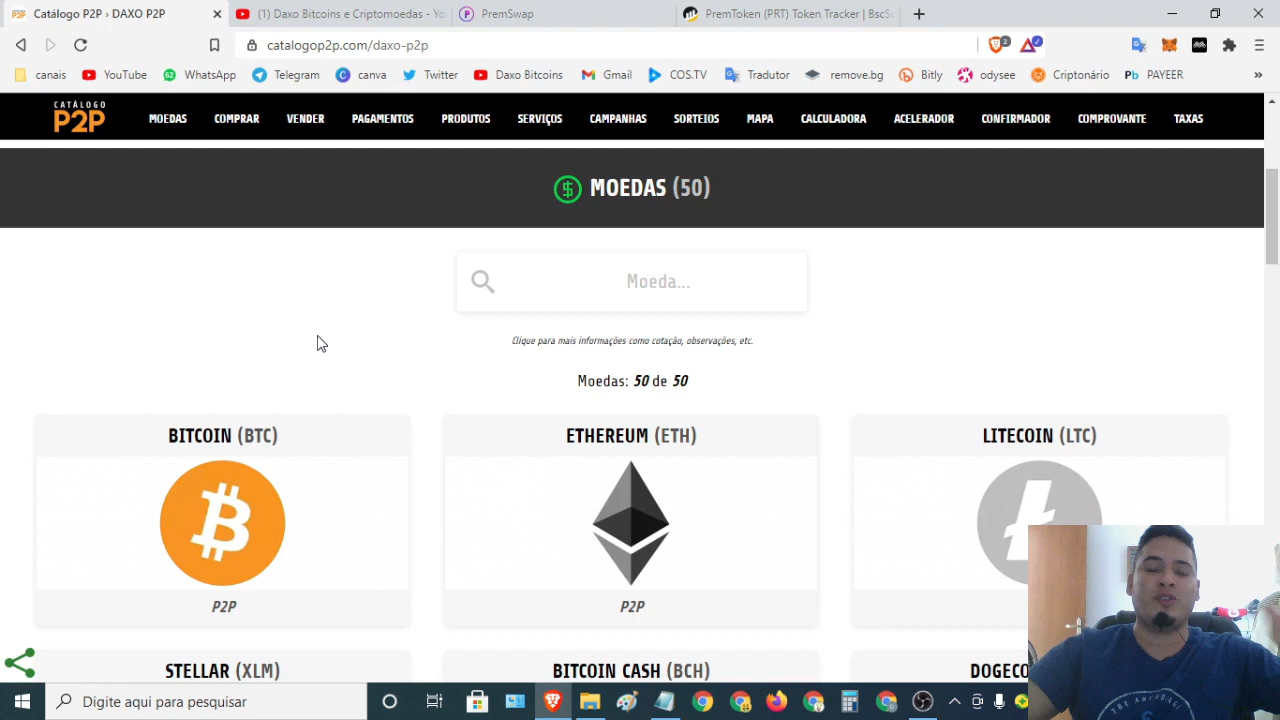 Catálogo P2P › DAXO P2P
(1) Daxo Bitcoins e Criptomoedas - Yo
PremSwap
PremToken (PRT) Token Tracker | BscSc
catalogop2p.com/daxo-p2p
2
canais
YouTube
WhatsApp
Telegram
canva
Twitter
Daxo Bitcoins
Gmail
COS.TV
Tradutor
remove.bg
Bitly
odysee
Criptonário
PAYEER
CATÁLOGO
P2P
MOEDAS
COMPRAR
VENDER
PAGAMENTOS
PRODUTOS
SERVIÇOS
CAMPANHAS
SORTEIOS
MAPA
CALCULADORA
ACELERADOR
CONFIRMADOR
COMPROVANTE
TAXAS
MOEDAS (50)
Moeda...
Clique para mais informações como cotação, observações, etc.
Moedas: 50 de 50
BITCOIN (BTC)
ETHEREUM (ETH)
LITECOIN (LTC)
P2P
P2P
STELLAR (XLM)
BITCOIN CASH (BCH)
DOGECO
Digite aqui para pesquisar